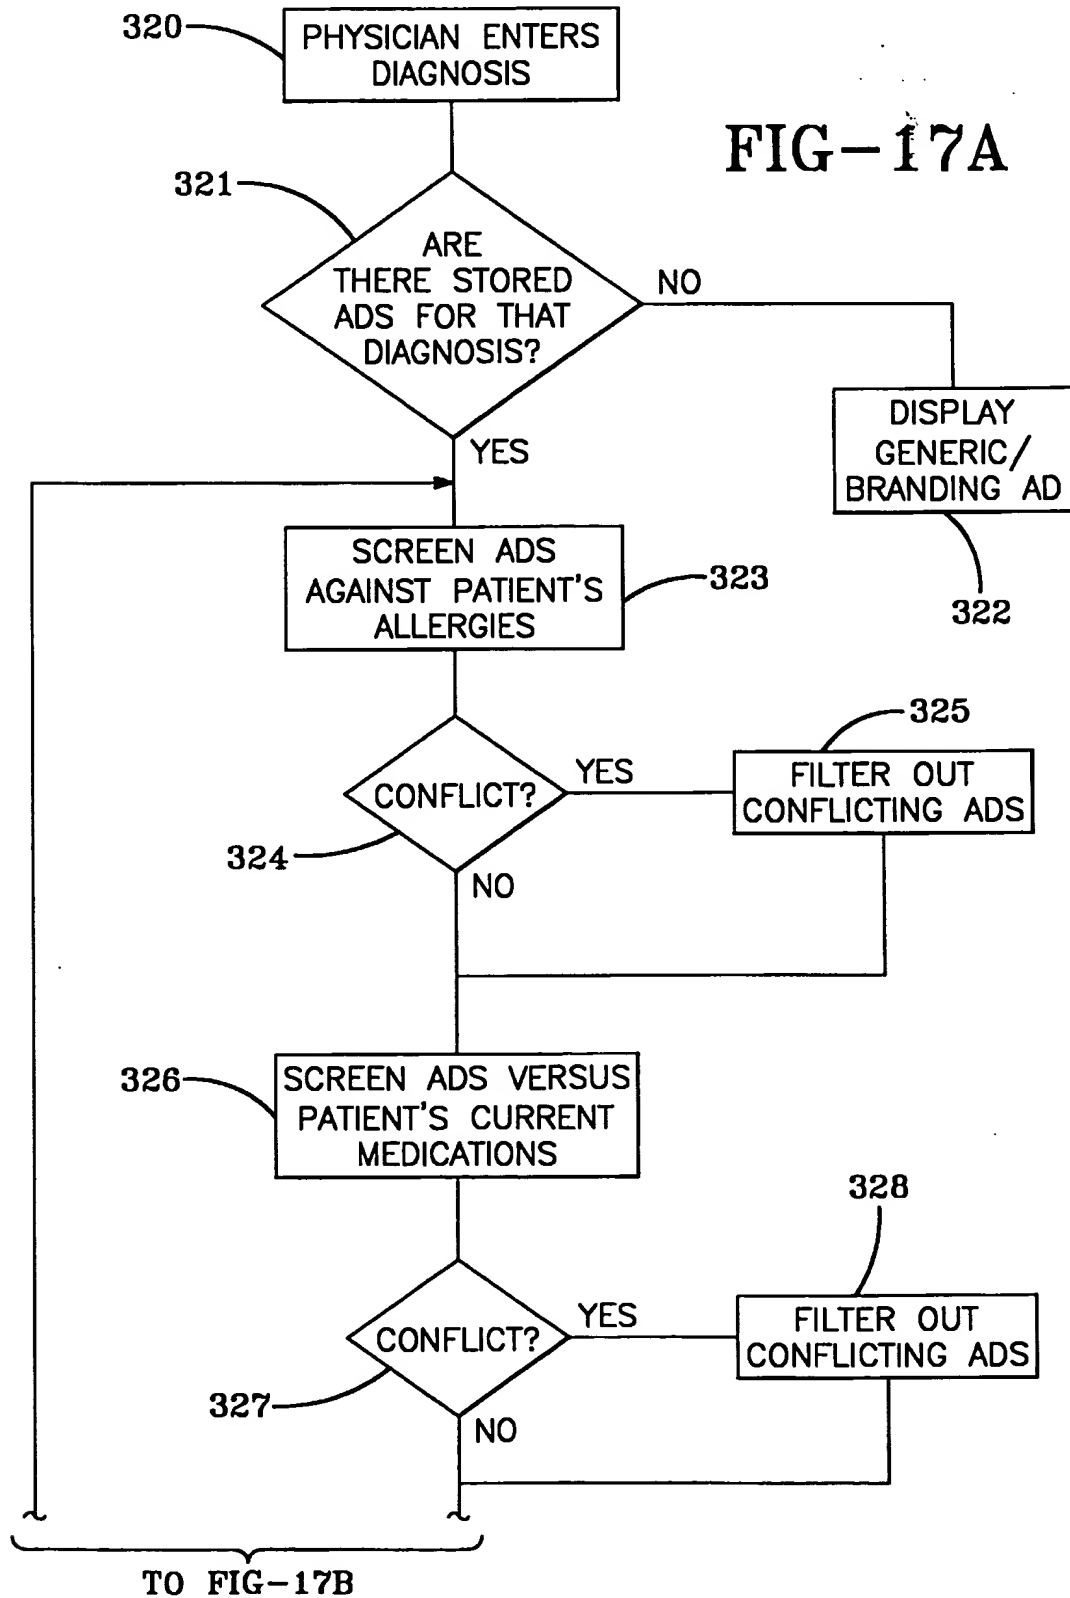 320
PHYSICIAN ENTERS
DIAGNOSIS
FIG-17A
321
ARE
THERE STORED
ADS FOR THAT
DIAGNOSIS?
NO
YES
DISPLAY
GENERIC/
BRANDING AD
322
SCREEN ADS
AGAINST PATIENT'S
ALLERGIES
323
CONFLICT?
324
YES
325
FILTER OUT
CONFLICTING ADS
NO
326
SCREEN ADS VERSUS
PATIENT'S CURRENT
MEDICATIONS
328
CONFLICT?
327
YES
FILTER OUT
CONFLICTING ADS
NO
TO FIG-17B